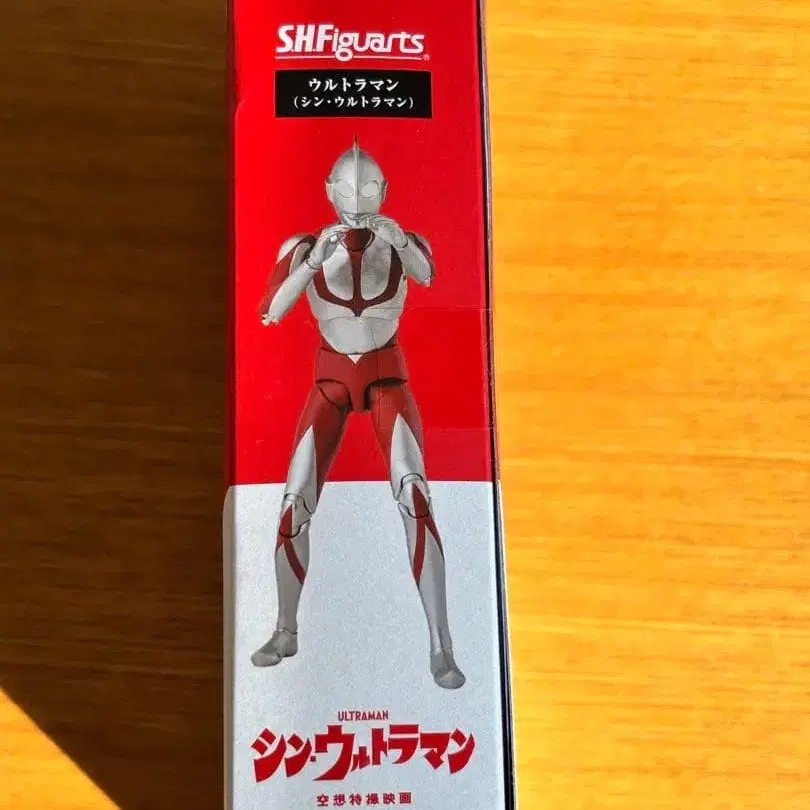 S.H.Figuarts®
ウルトラマン
(シン・ウルトラマン)
ULTRAMAN
シン・ウルトラマン
空想特撮映画